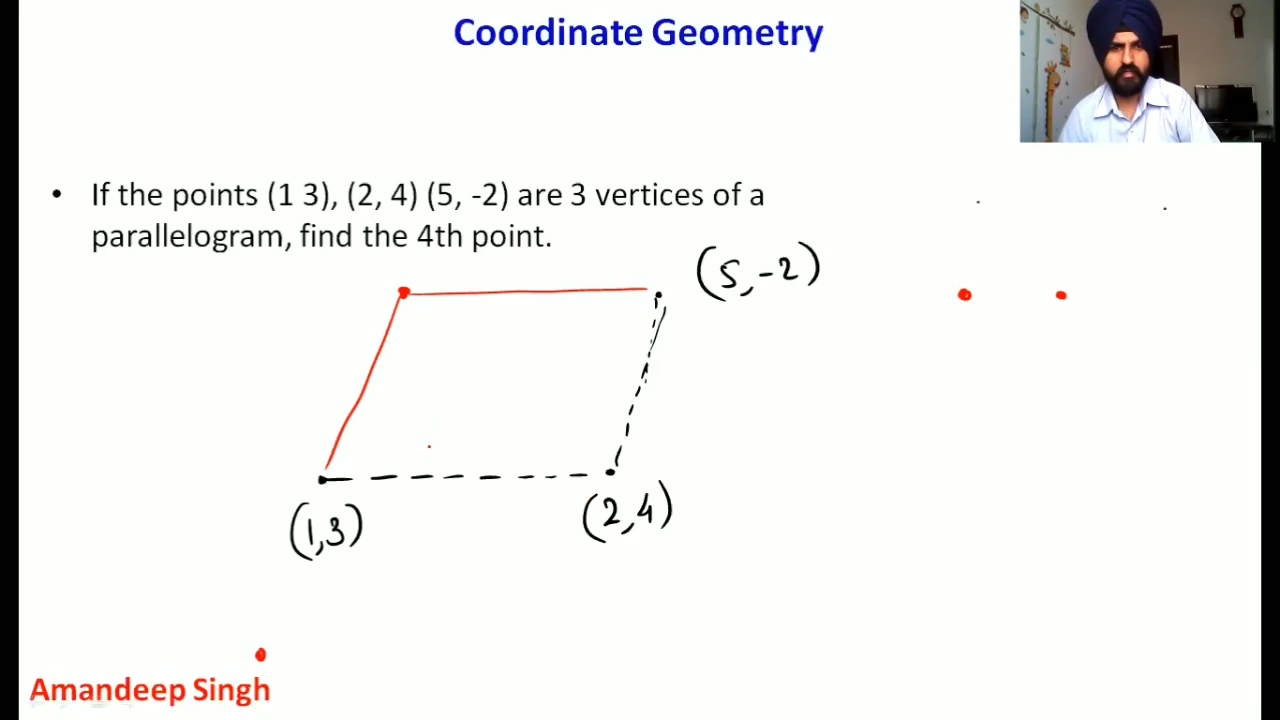 Coordinate Geometry
• If the points (1 3), (2, 4) (5, -2) are 3 vertices of a
parallelogram, find the 4th point.
(5, -2)
(1,3)
(2,4)
Amandeep Singh